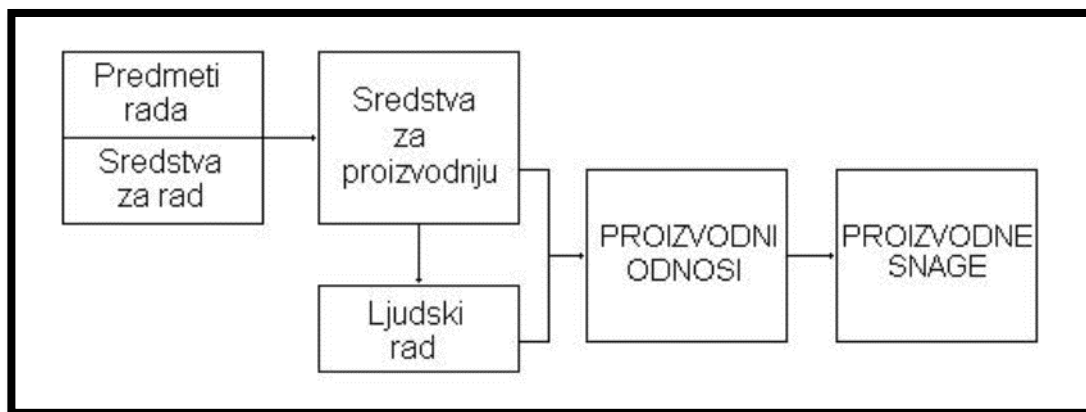 Predmeti
rada
Sredstva
za rad
Sredstva
za
proizvodnju
Ljudski
rad
PROIZVODNI
ODNOSI
PROIZVODNE
SNAGE